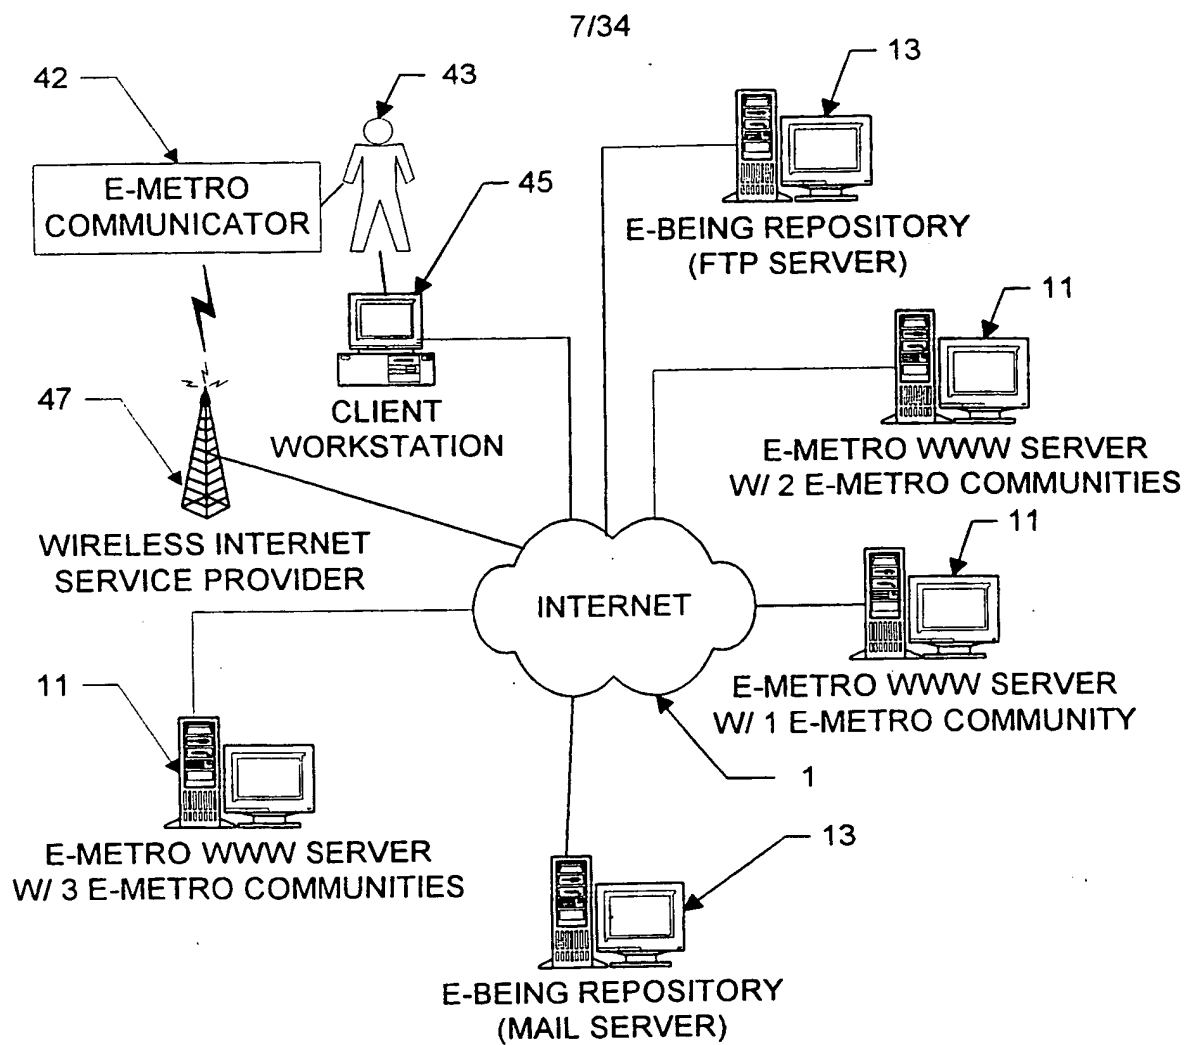 7/34
13
42
43
E-METRO
COMMUNICATOR
45
E-BEING REPOSITORY
(FTP SERVER)
11
47
CLIENT
WORKSTATION
E-METRO WWW SERVER
W/ 2 E-METRO COMMUNITIES
11
WIRELESS INTERNET
SERVICE PROVIDER
INTERNET
11
E-METRO WWW SERVER
W/ 1 E-METRO COMMUNITY
1
E-METRO WWW SERVER
W/ 3 E-METRO COMMUNITIES
13
E-BEING REPOSITORY
(MAIL SERVER)